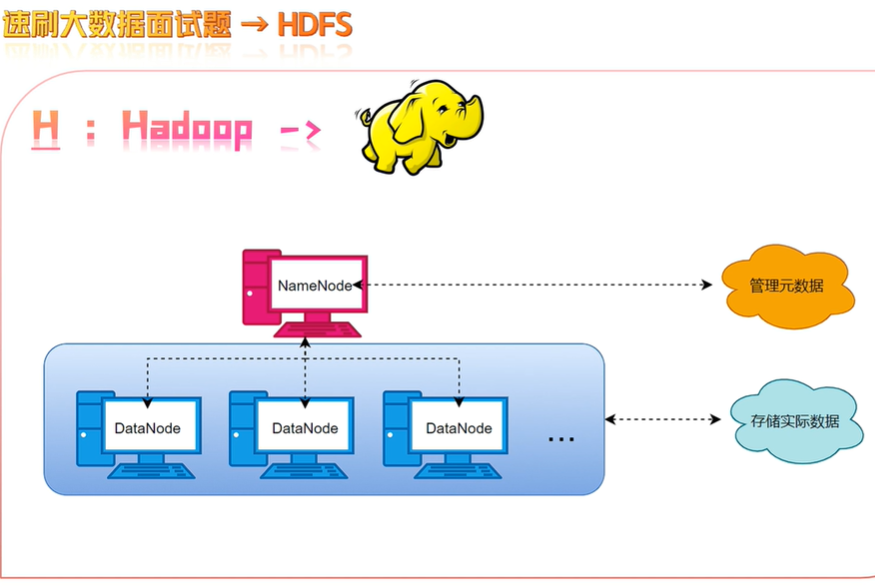 速刷大数据面试题 → HDFS
H : Hadoop ->
NameNode
管理元数据
DataNode
DataNode
DataNode
...
存储实际数据